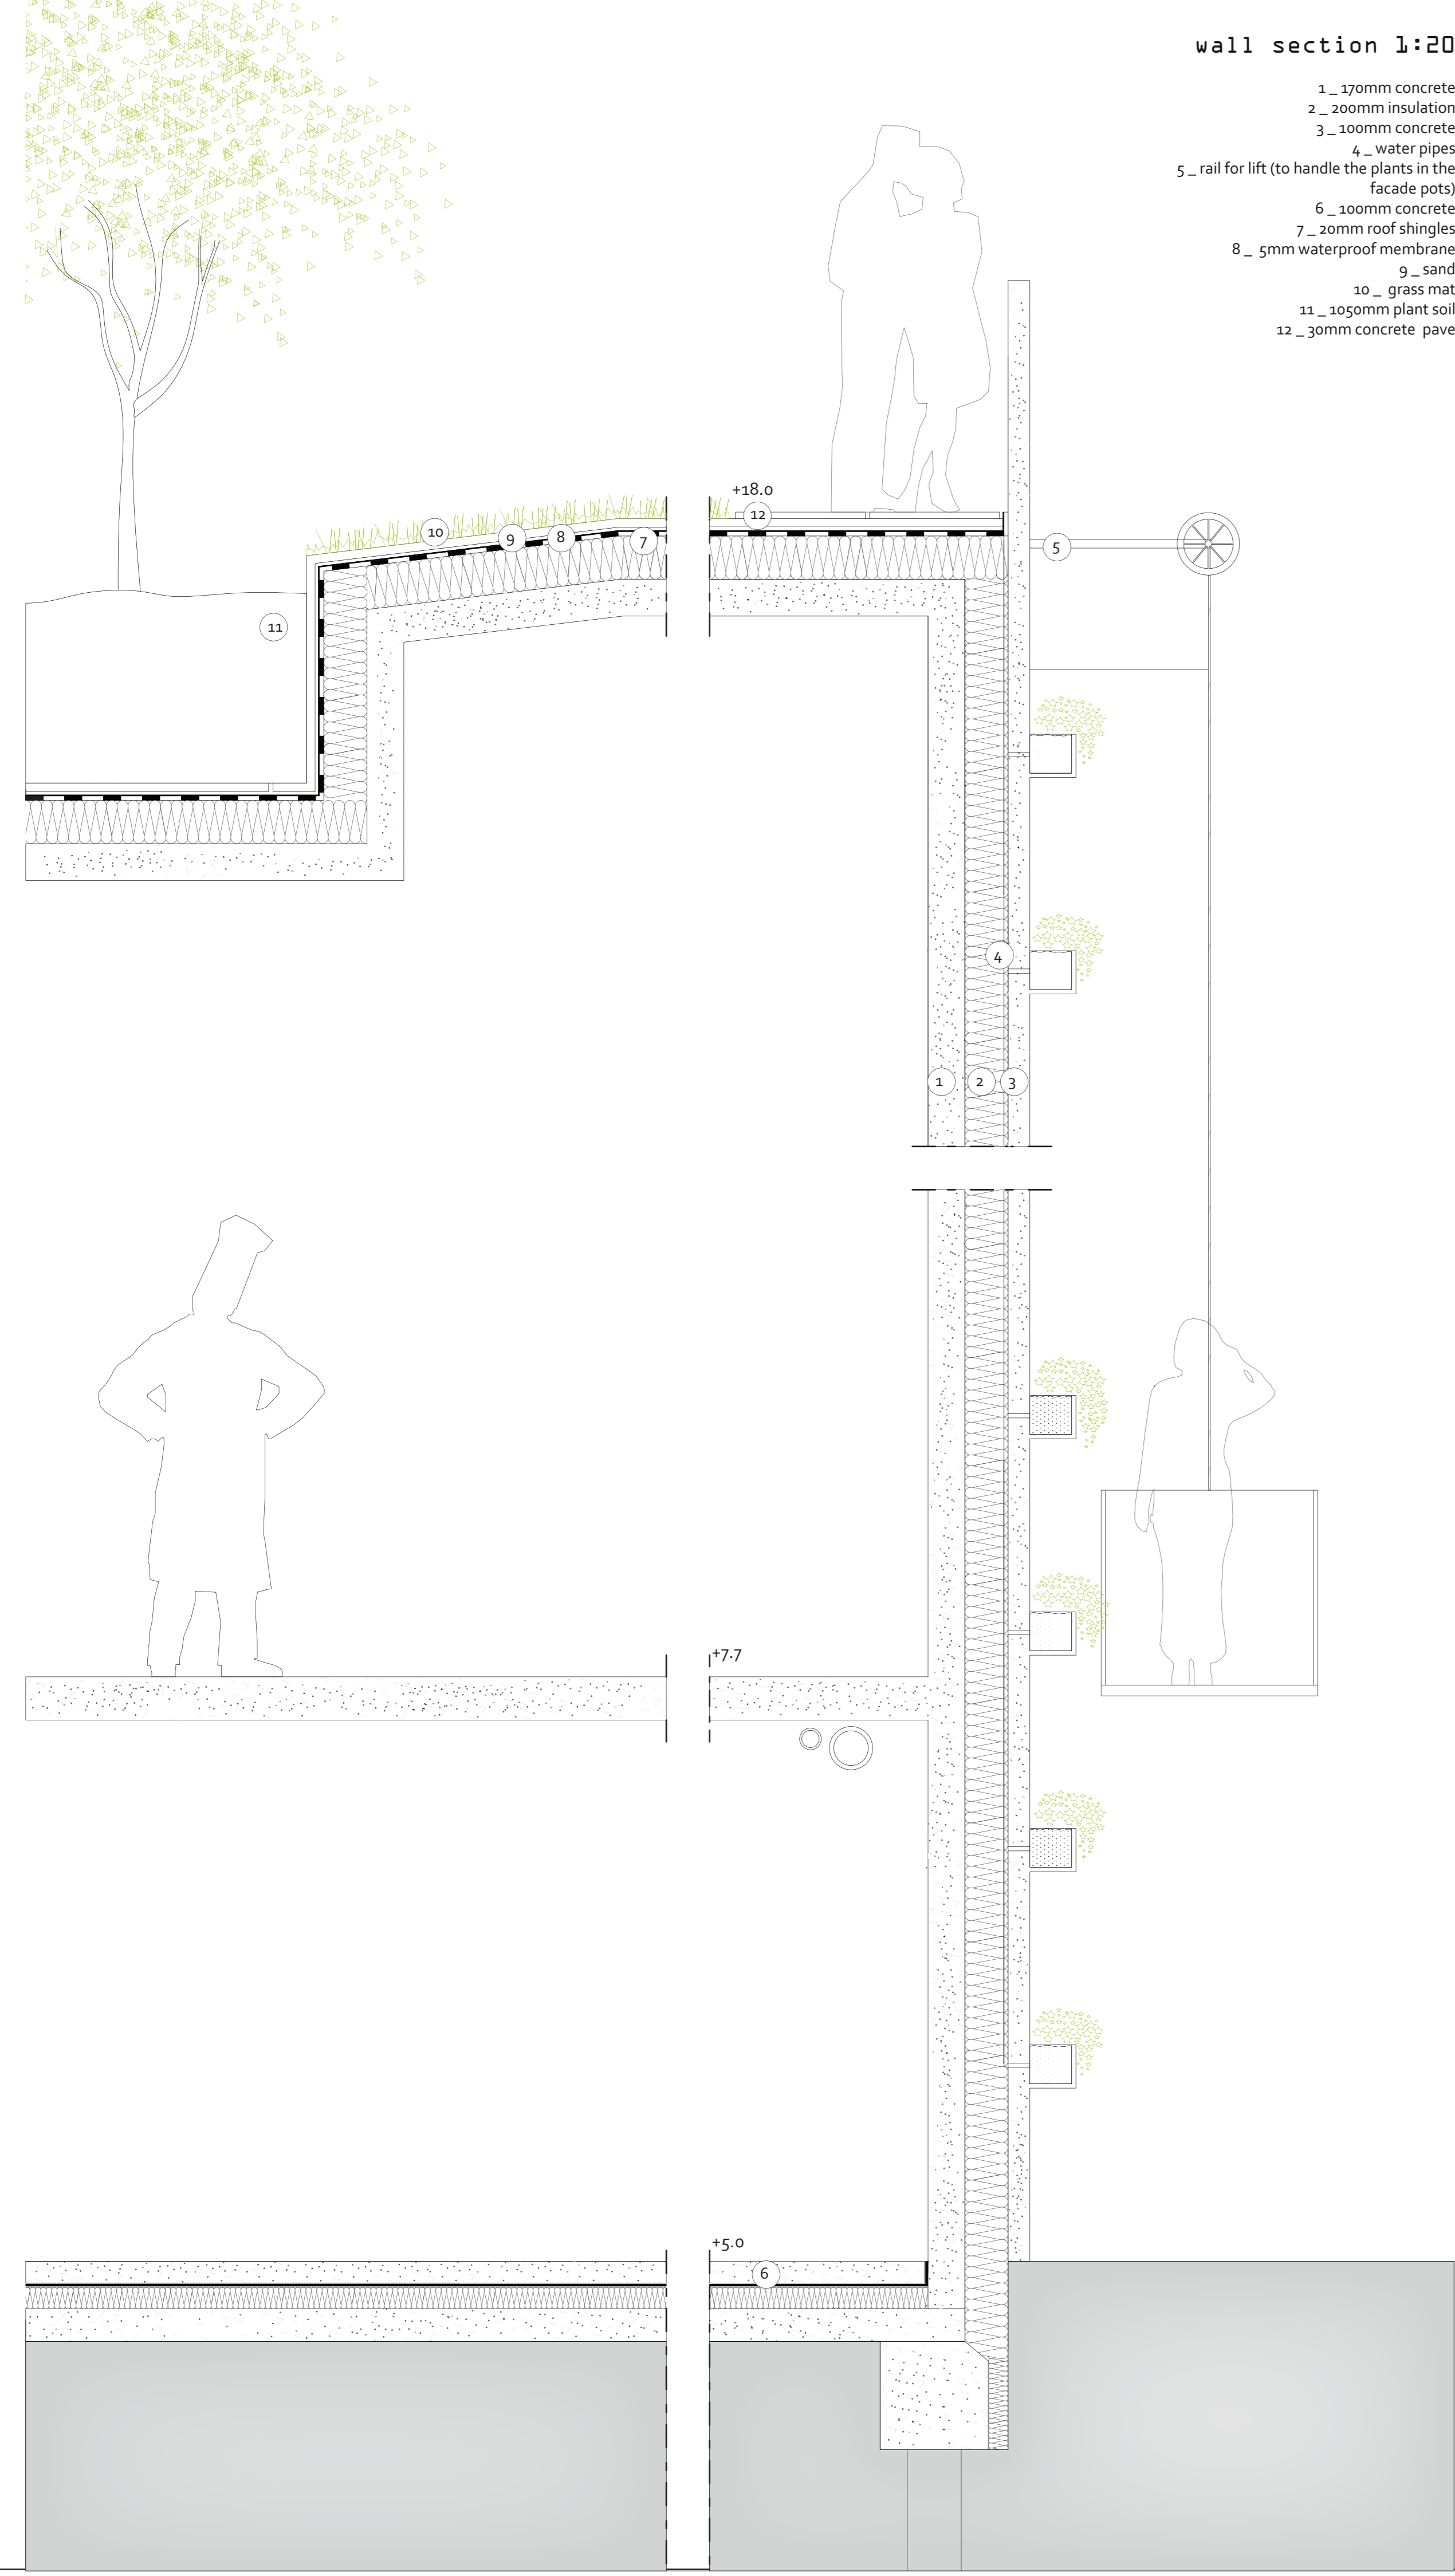 wall section 1:20
1 _ 170mm concrete
2 _ 200mm insulation
3 _ 100mm concrete
4 _ water pipes
5 _ rail for lift (to handle the plants in the
facade pots)
6 _ 100mm concrete
7 _ 20mm roof shingles
8 _ 5mm waterproof membrane
9 _ sand
10 _ grass mat
11 _ 1050mm plant soil
12 _ 30mm concrete pave
+18.0
12
10
9
8
7
5
11
4
1
2
3
+7.7
+5.0
6